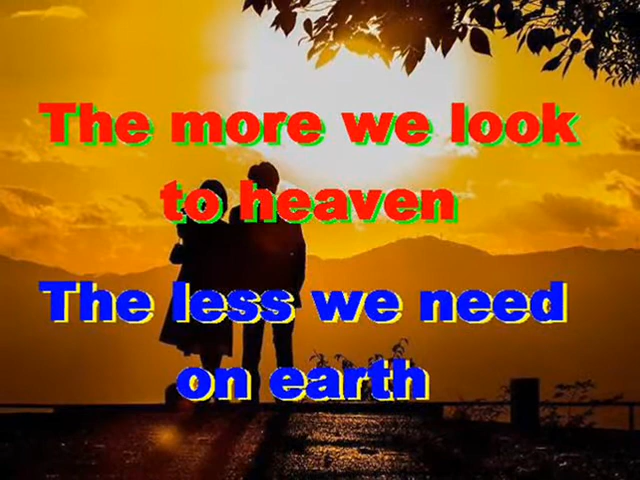 The more we look
to heaven
The less we need
on earth